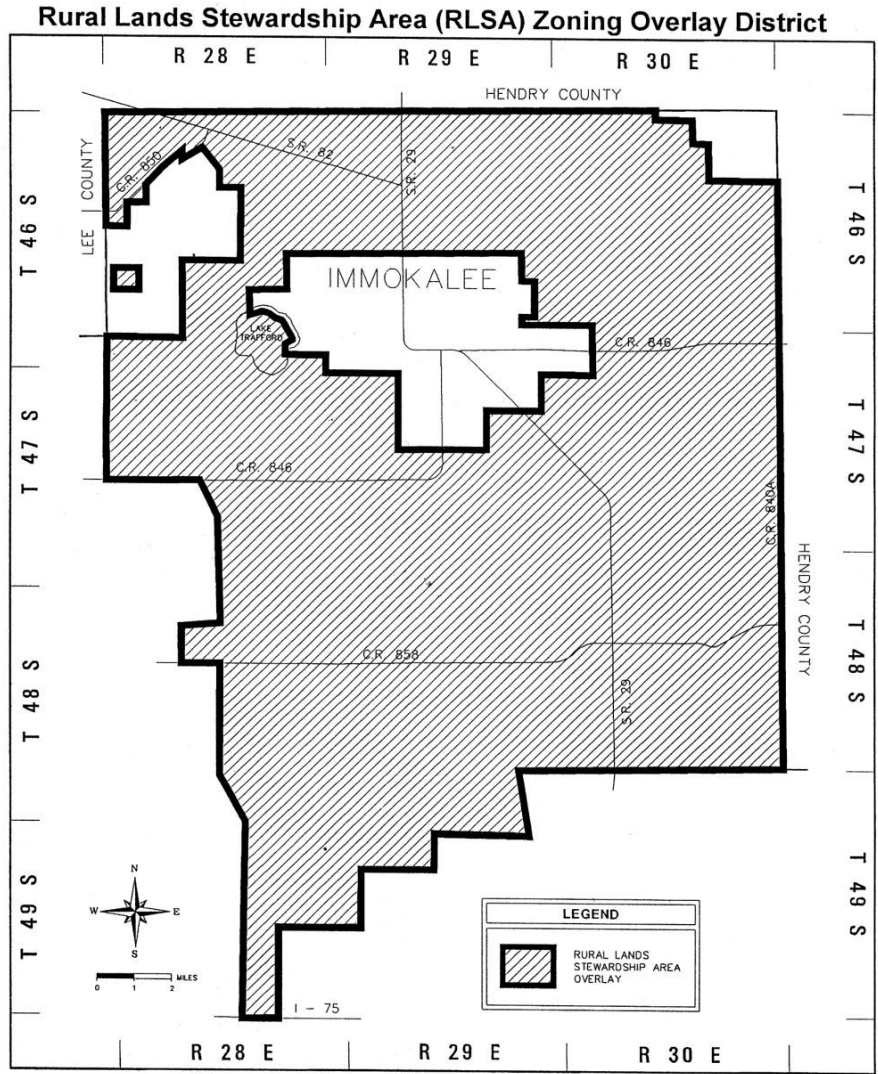 Rural Lands Stewardship Area (RLSA) Zoning Overlay District
R 28 E
R 29 E
R 30 E
HENDRY COUNTY
S.R. 82
S.R. 29
C.R. 850
LEE COUNTY
T 46 S
T 46 S
IMMOKALEE
LAKE
TRAFFORD
C.R. 846
T 47 S
T 47 S
C.R. 846
C.R. 840A
HENDRY COUNTY
T 48 S
T 48 S
C.R. 858
S.R. 29
T 49 S
T 49 S
N
W
E
S
MILES
0 1 2
I - 75
LEGEND
RURAL LANDS
STEWARDSHIP AREA
OVERLAY
R 28 E
R 29 E
R 30 E